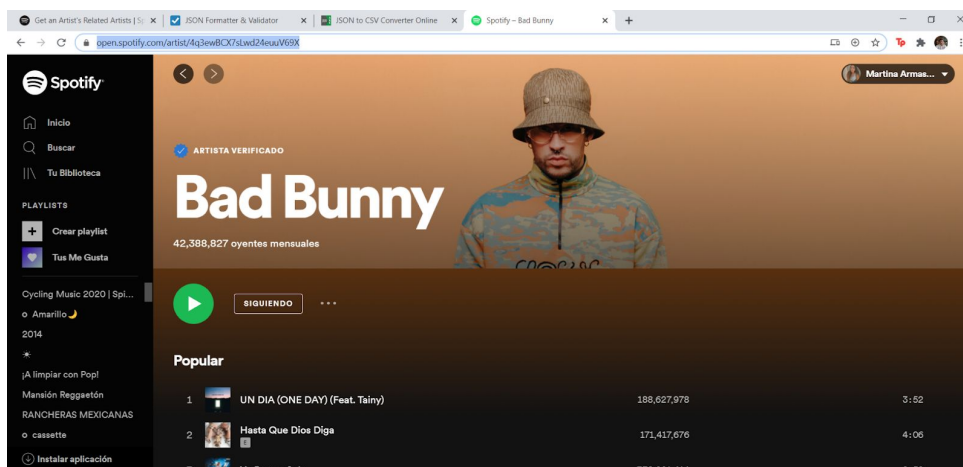 Get an Artist's Related Artists | Sp
JSON Formatter & Validator
JSON to CSV Converter Online
Spotify – Bad Bunny
open.spotify.com/artist/4q3ewBCX7sLwd24euuV69X
Tp
Spotify
Martina Armas...
Inicio
Buscar
Tu Biblioteca
PLAYLISTS
Crear playlist
Tus Me Gusta
Cycling Music 2020 | Spi...
Amarillo🌙
2014
☀
¡A limpiar con Pop!
Mansión Reggaetón
RANCHERAS MEXICANAS
cassette
Instalar aplicación
ARTISTA VERIFICADO
Bad Bunny
42,388,827 oyentes mensuales
SIGUIENDO ...
Popular
1 UN DIA (ONE DAY) (Feat. Tainy) 188,627,978 3:52
2 Hasta Que Dios Diga 171,417,676 4:06
E